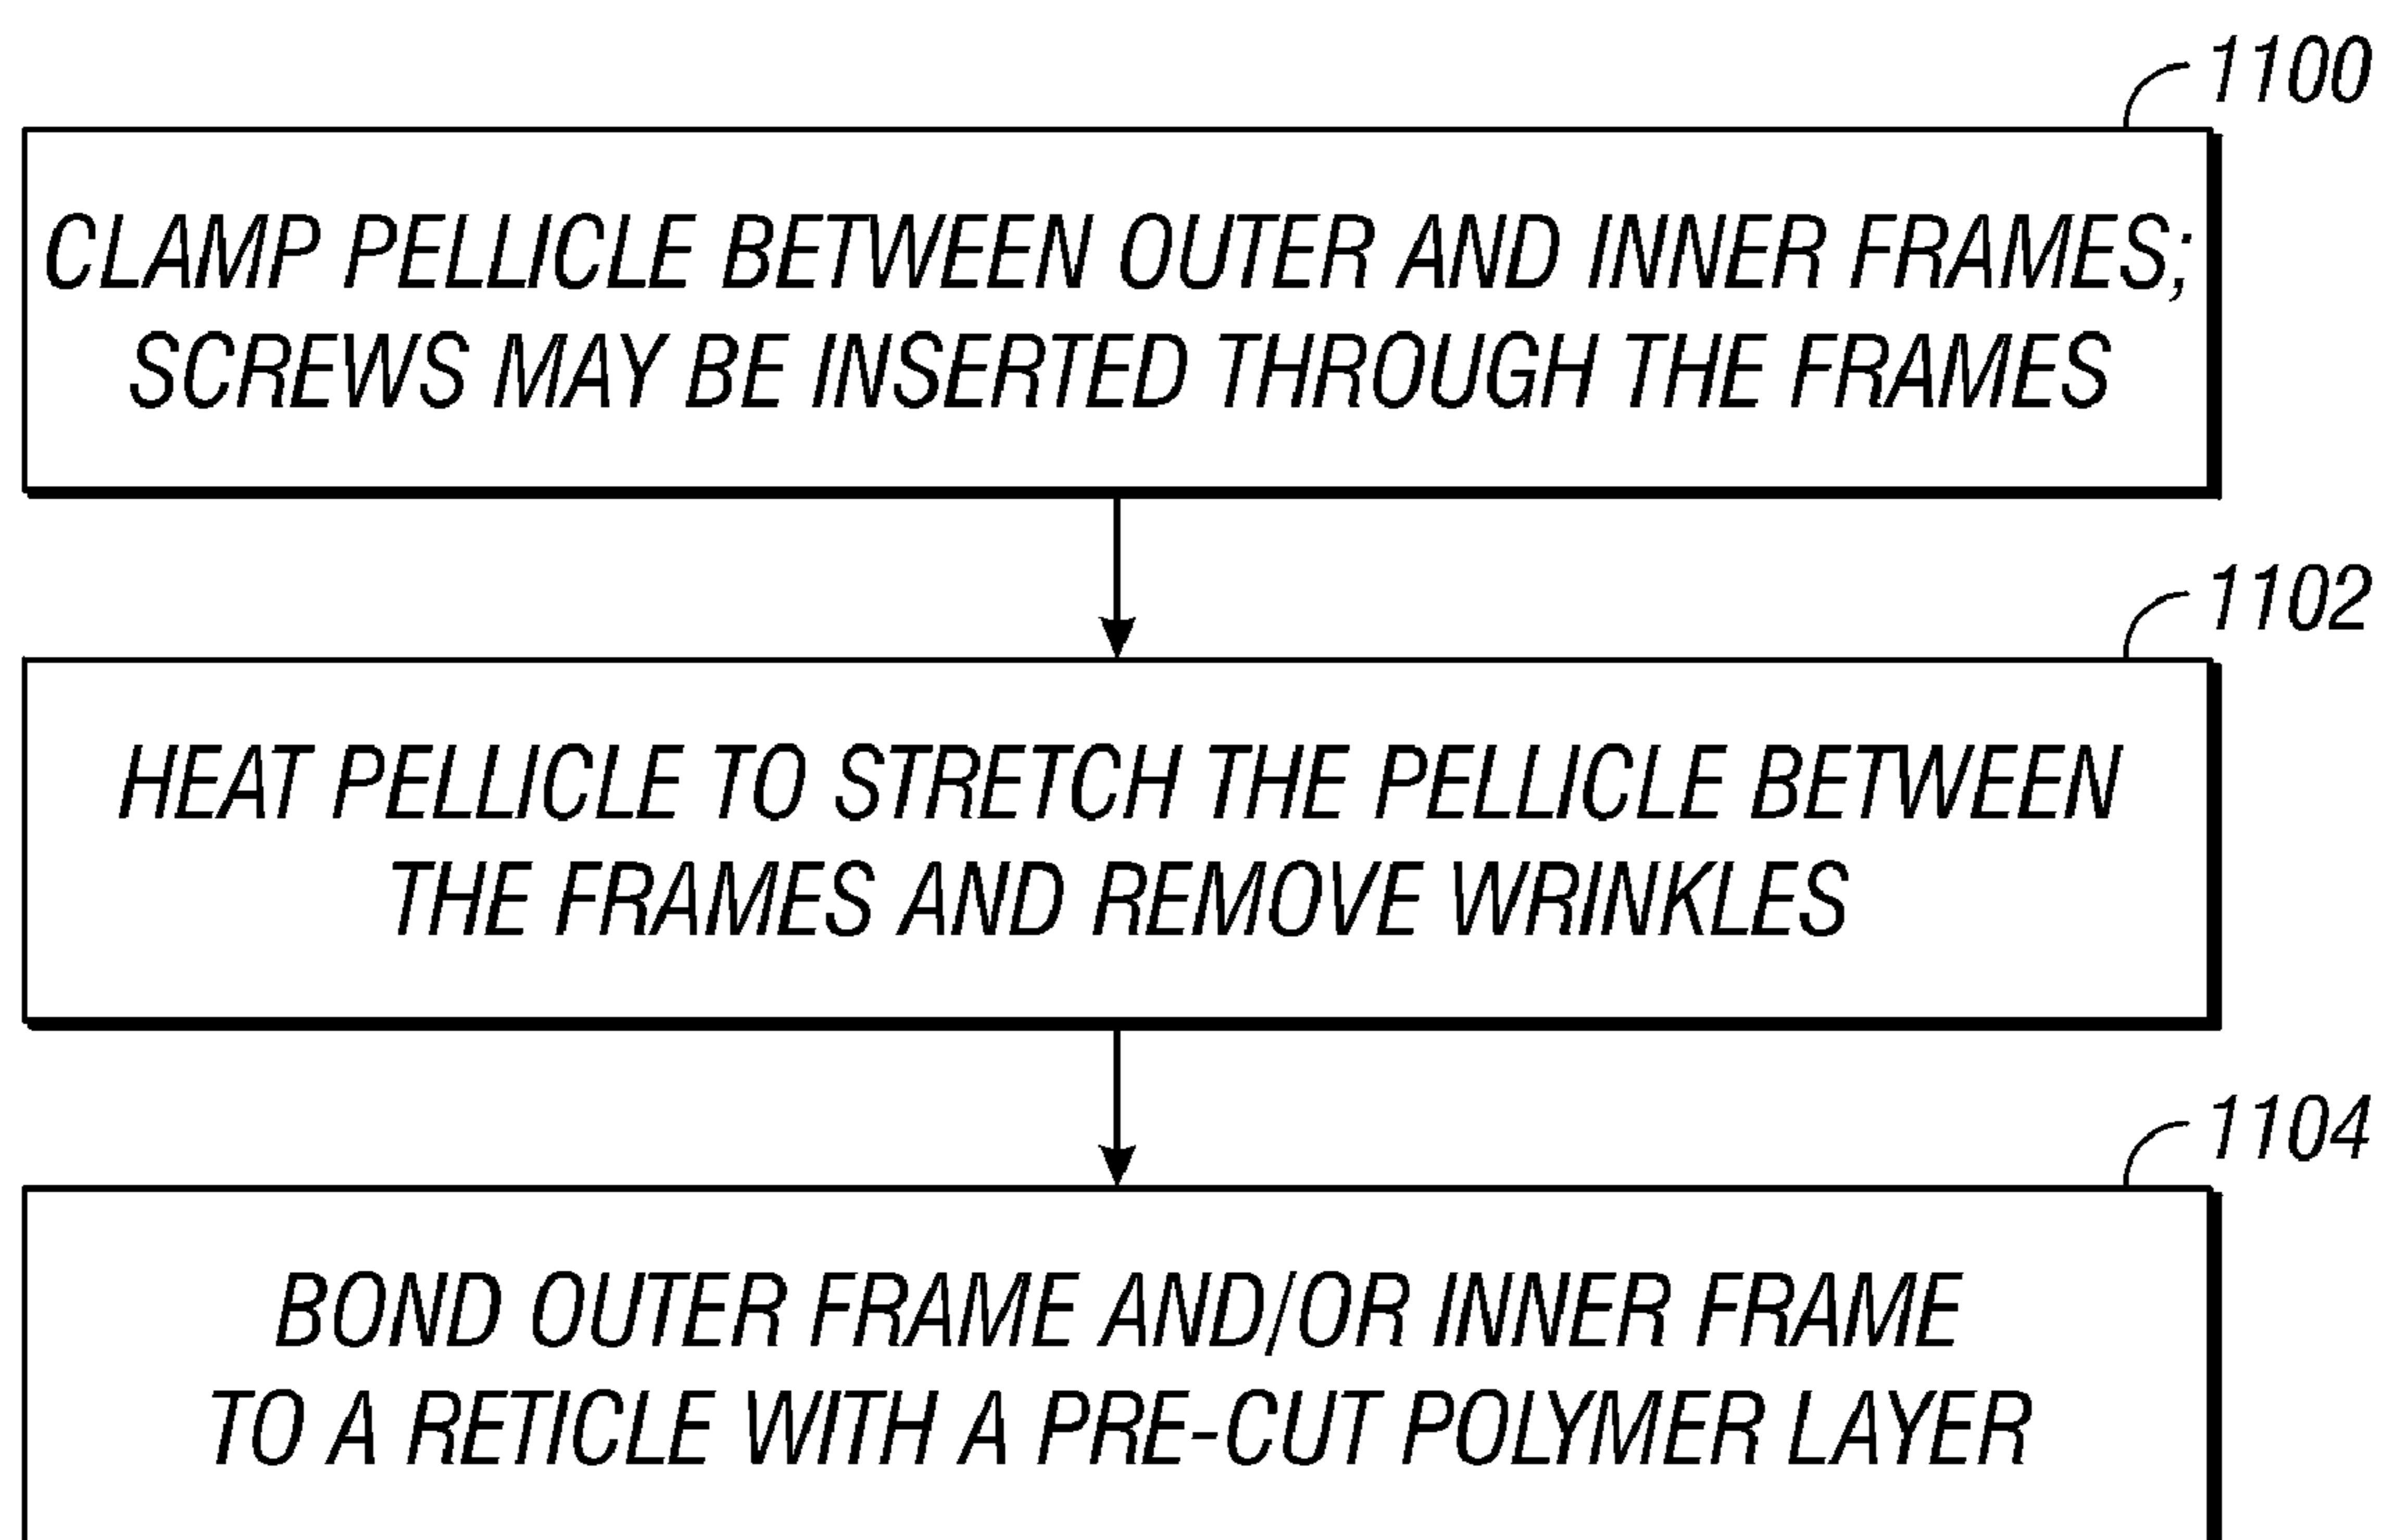 1100
CLAMP PELLICLE BETWEEN OUTER AND INNER FRAMES;
SCREWS MAY BE INSERTED THROUGH THE FRAMES
1102
HEAT PELLICLE TO STRETCH THE PELLICLE BETWEEN
THE FRAMES AND REMOVE WRINKLES
1104
BOND OUTER FRAME AND/OR INNER FRAME
TO A RETICLE WITH A PRE-CUT POLYMER LAYER